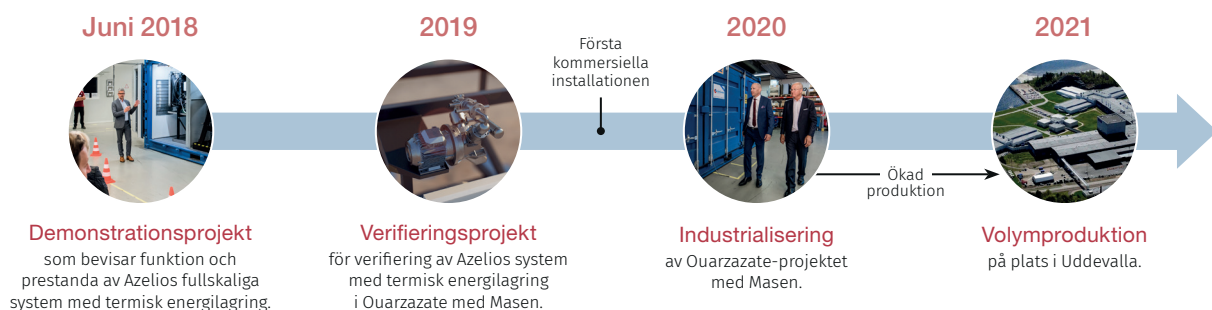 Juni 2018
2019
Första
kommersiella
installationen
2020
2021
Ökad
produktion
Demonstrationsprojekt
som bevisar funktion och
prestanda av Azelios fullskaliga
system med termisk energilagring.
Verifieringsprojekt
för verifiering av Azelios system
med termisk energilagring
i Ouarzazate med Masen.
Industrialisering
av Ouarzazate-projektet
med Masen.
Volymproduktion
på plats i Uddevalla.